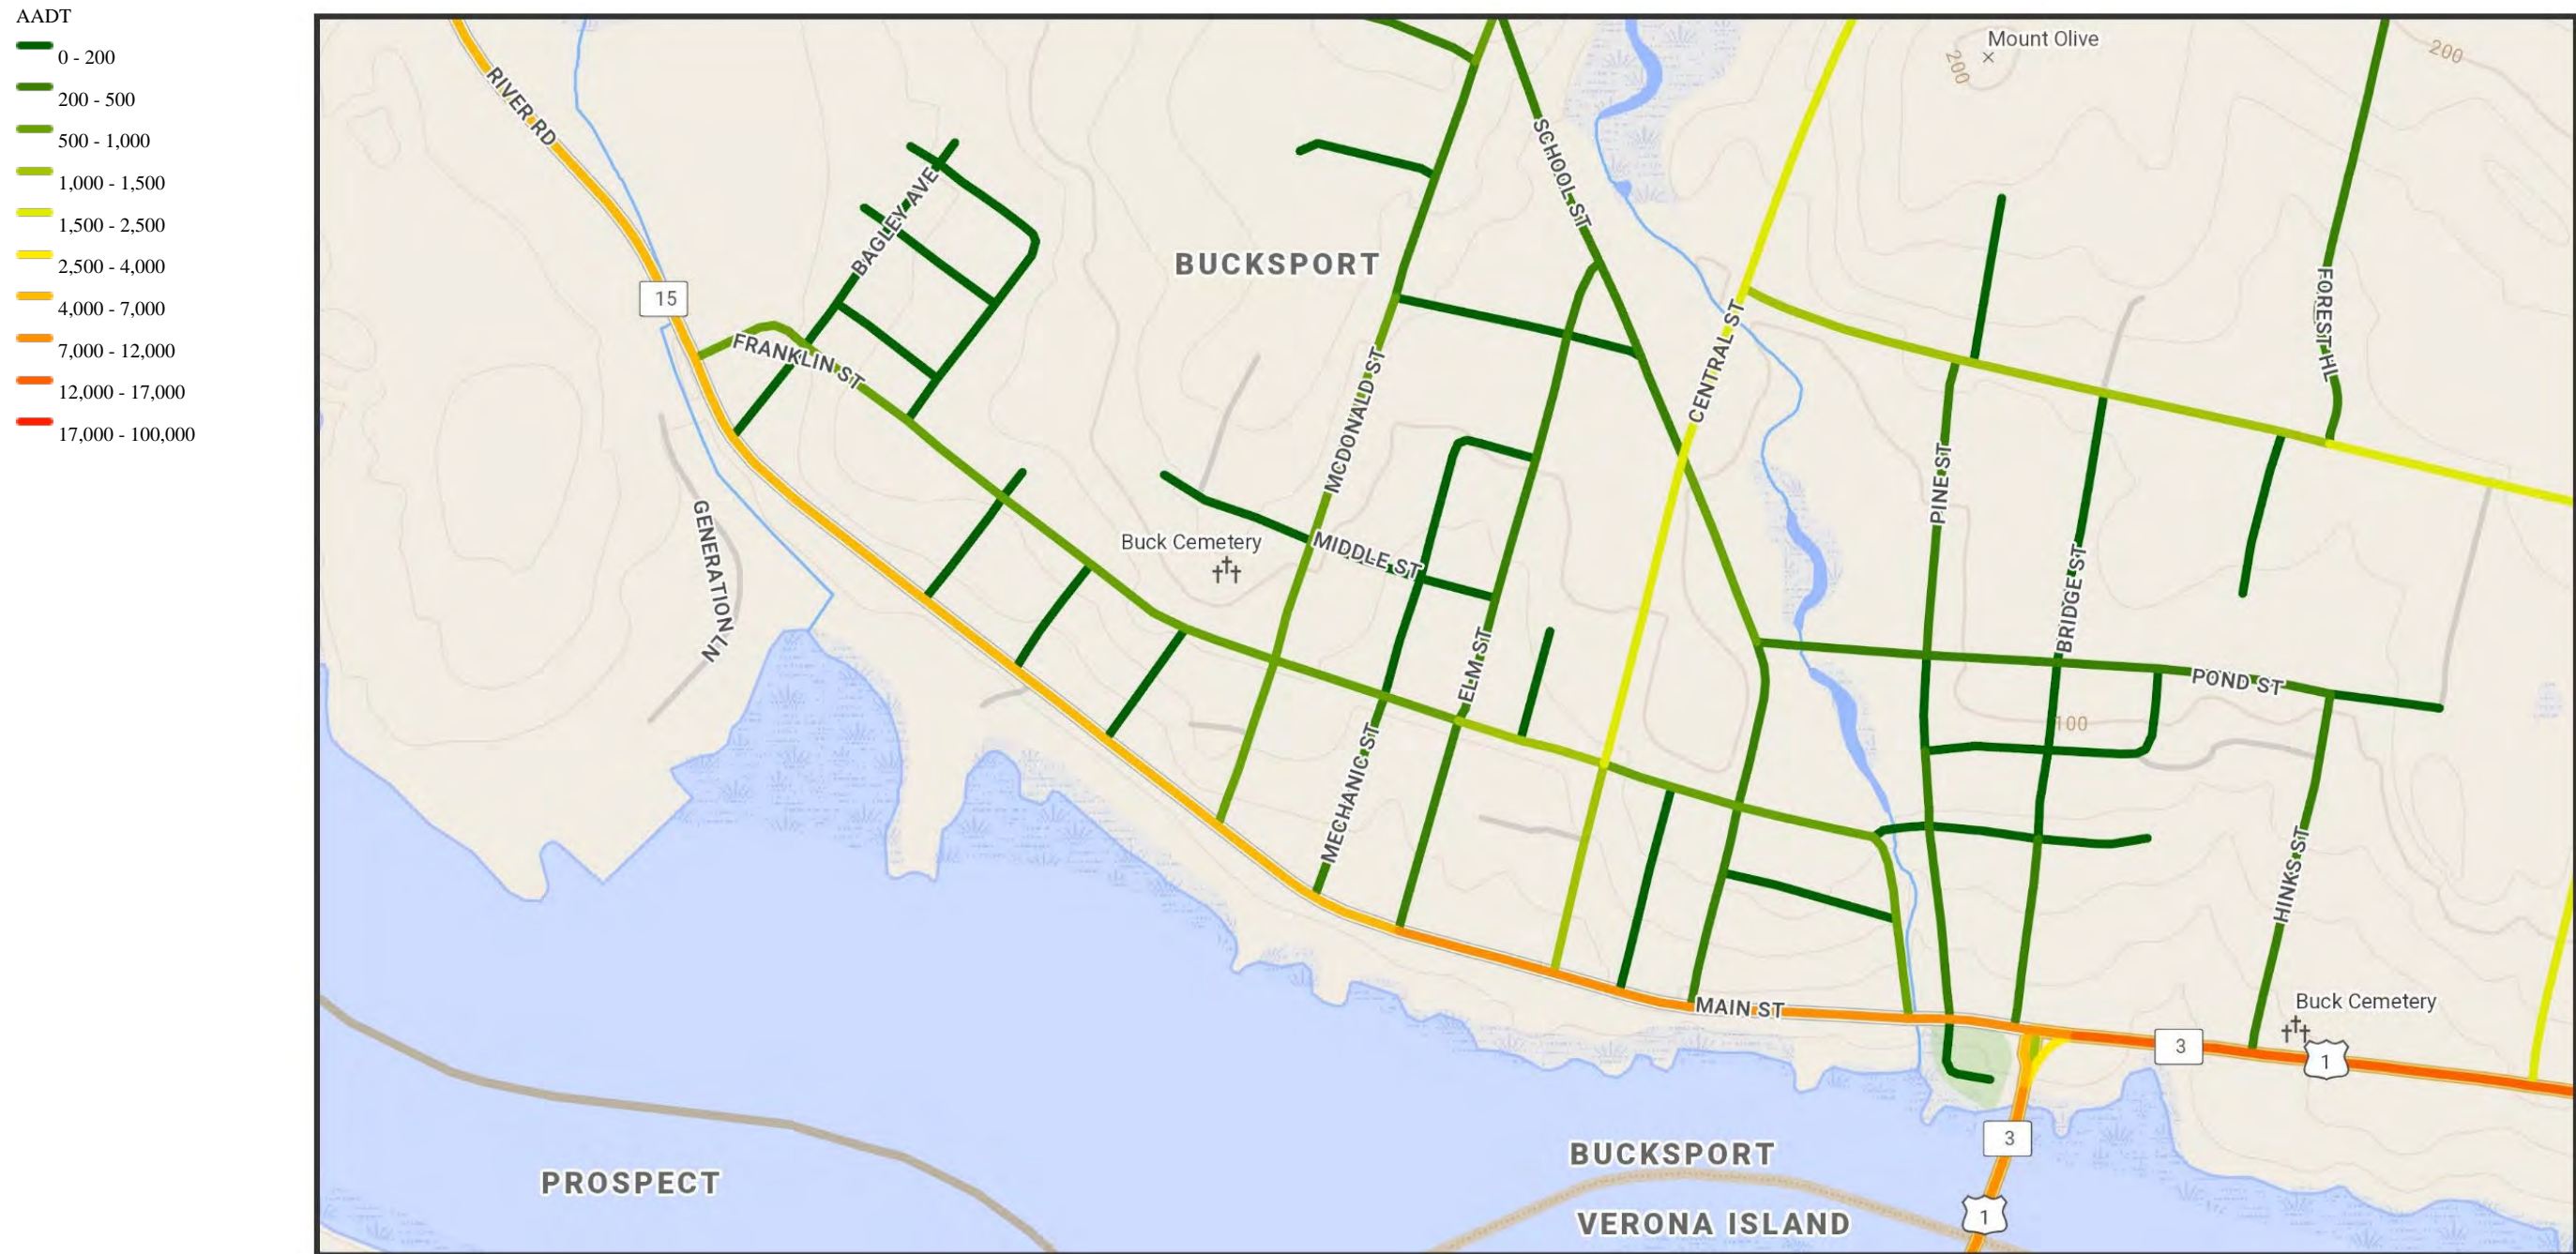 AADT
0 - 200
200 - 500
500 - 1,000
1,000 - 1,500
1,500 - 2,500
2,500 - 4,000
4,000 - 7,000
7,000 - 12,000
12,000 - 17,000
17,000 - 100,000
Mount Olive
200
200
RIVER RD
SCHOOL ST
BAGLEY AVE
BUCKSPORT
15
FOREST HL
FRANKLIN ST
CENTRAL ST
MCDONALD ST
PINE ST
GENERATION LN
Buck Cemetery
MIDDLE ST
BRIDGE ST
ELM ST
POND ST
100
MECHANIC ST
HINKS ST
MAIN ST
Buck Cemetery
3
1
3
BUCKSPORT
PROSPECT
1
VERONA ISLAND